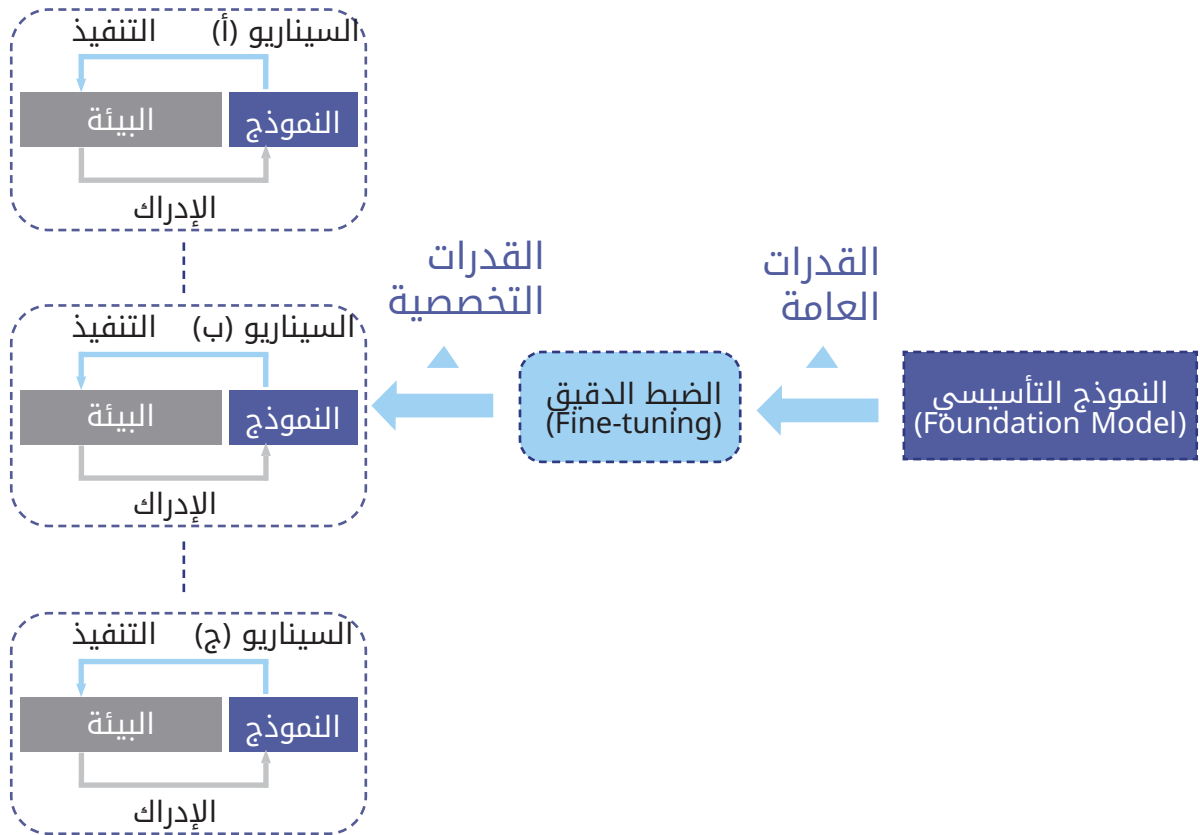 النموذج التأسيسي
(Foundation Model)
القدرات
العامة
الضبط الدقيق
(Fine-tuning)
القدرات
التخصصية
السيناريو (أ)
التنفيذ
النموذج
البيئة
الإدراك
السيناريو (ب)
التنفيذ
النموذج
البيئة
الإدراك
السيناريو (ج)
التنفيذ
النموذج
البيئة
الإدراك